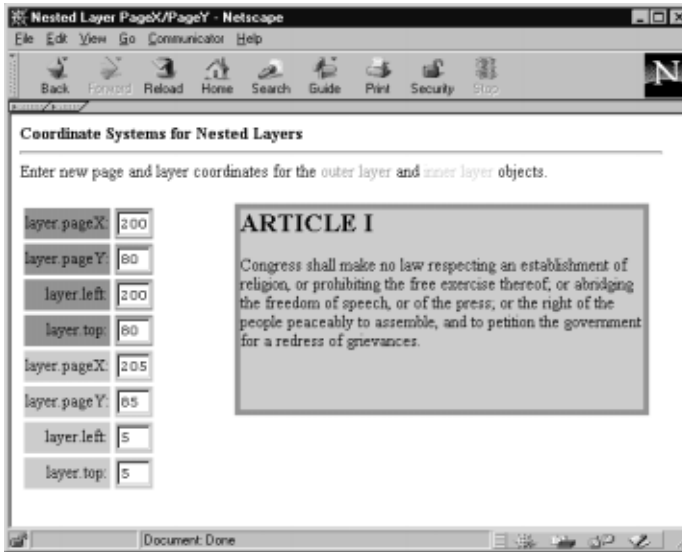 Nested Layer PageX/PageY - Netscape
File Edit View Go Communicator Help
Back Forward Reload Home Search Guide Print Security Stop
N
Coordinate Systems for Nested Layers
Enter new page and layer coordinates for the outer layer and inner layer objects.
layer.pageX: 200
layer.pageY: 80
layer.left: 200
layer.top: 80
layer.pageX: 205
layer.pageY: 85
layer.left: 5
layer.top: 5
ARTICLE I
Congress shall make no law respecting an establishment of
religion, or prohibiting the free exercise thereof; or abridging
the freedom of speech, or of the press; or the right of the
people peaceably to assemble, and to petition the government
for a redress of grievances.
Document: Done